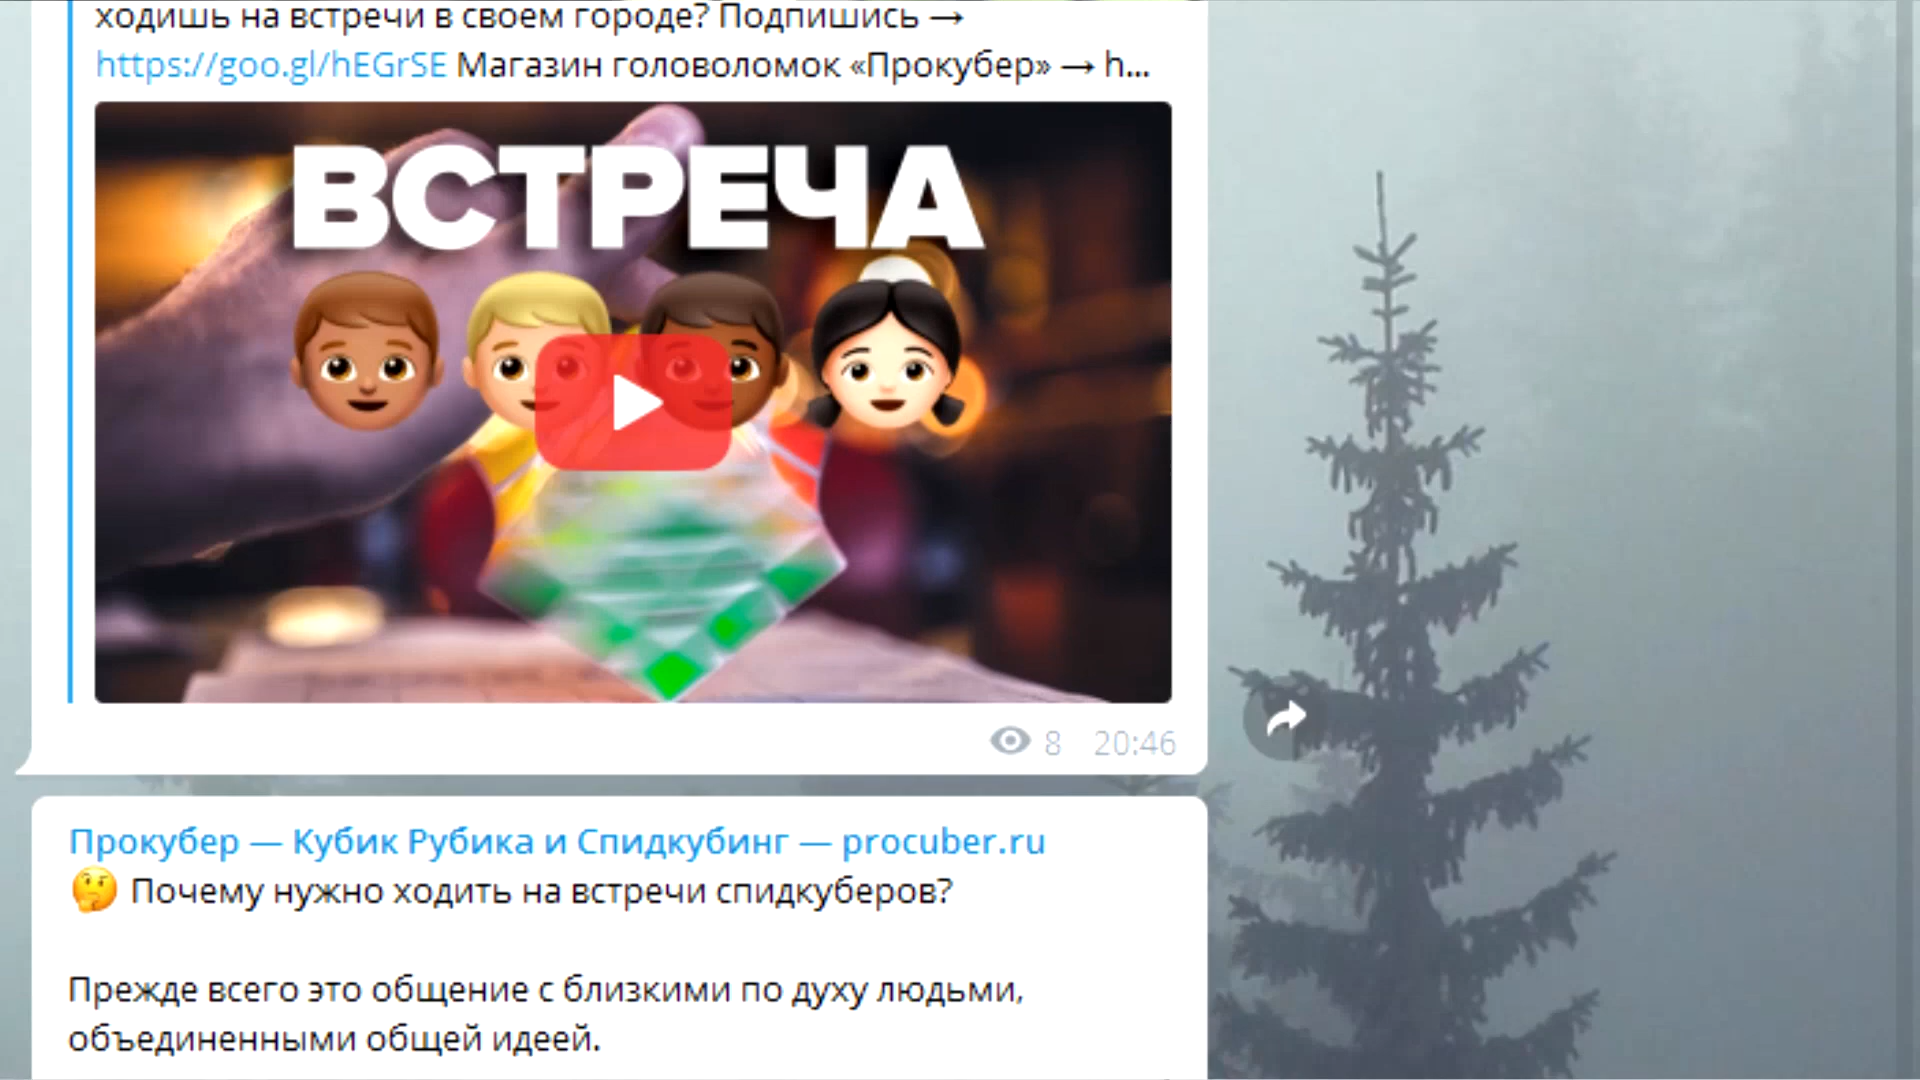 ходишь на встречи в своем городе? Подпишись →
https://goo.gl/hEGrSE Магазин головоломок «Прокубер» → h...
ВСТРЕЧА
8 20:46
Прокубер — Кубик Рубика и Спидкубинг — procuber.ru
🤔 Почему нужно ходить на встречи спидкуберов?
Прежде всего это общение с близкими по духу людьми,
объединенными общей идеей.